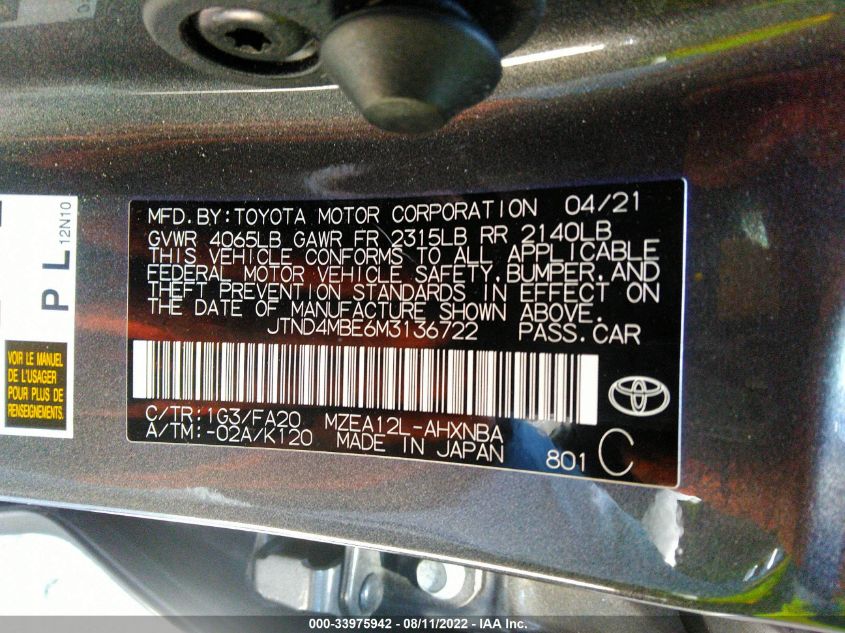 MFD.BY:TOYOTA MOTOR CORPORATION 04/21
GVWR 4065LB GAWR FR 2315LB RR 2140LB
THIS VEHICLE CONFORMS TO ALL APPLICABLE
FEDERAL MOTOR VEHICLE SAFETY,BUMPER,AND
THEFT PREVENTION STANDARDS IN EFFECT ON
THE DATE OF MANUFACTURE SHOWN ABOVE.
JTND4MBE6M3136722 PASS.CAR
C/TR:1G3/FA20 MZEA12L-AHXNBA
A/TM:-02A/K120 MADE IN JAPAN 801 C
P L 12N10
VOIR LE MANUEL
DE L'USAGER
POUR PLUS DE
RENSEIGNEMENTS.
000-33975942 - 08/11/2022 - IAA Inc.